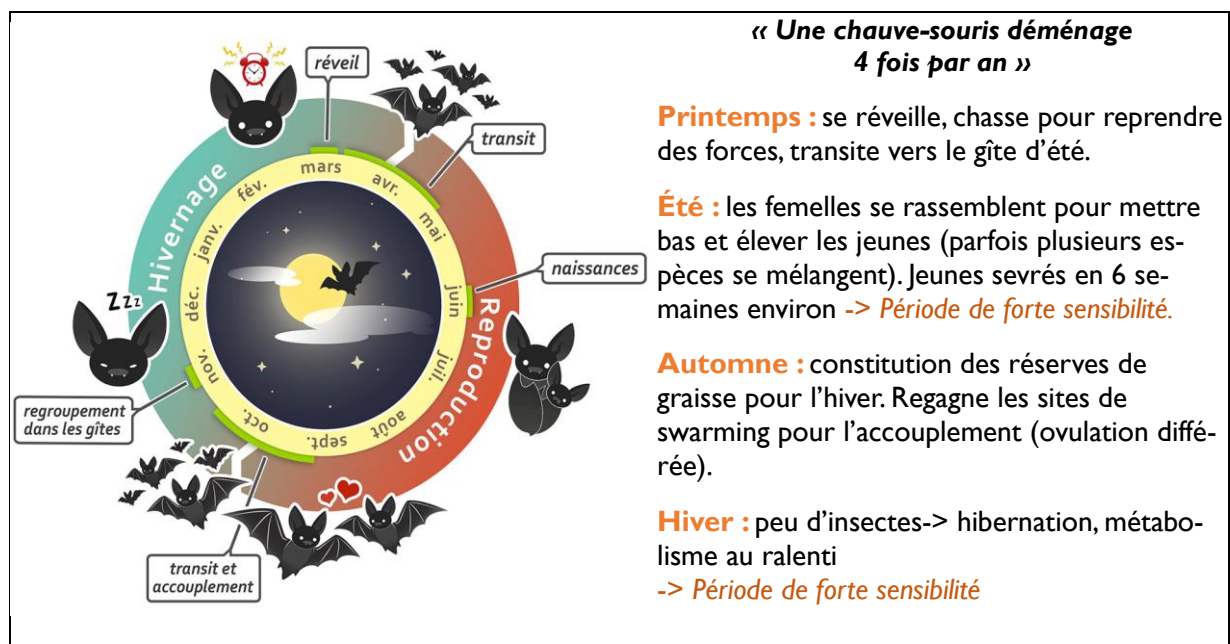 réveil
transit
naissances
regroupement
dans les gîtes
transit et
accouplement
Hivernage
Reproduction
Zzz
janv.
fév.
mars
avr.
mai
juin
juil.
août
sept.
oct.
nov.
déc.
« Une chauve-souris déménage
4 fois par an »
Printemps : se réveille, chasse pour reprendre
des forces, transite vers le gîte d’été.
Été : les femelles se rassemblent pour mettre
bas et élever les jeunes (parfois plusieurs es-
pèces se mélangent). Jeunes sevrés en 6 se-
maines environ -> Période de forte sensibilité.
Automne : constitution des réserves de
graisse pour l’hiver. Regagne les sites de
swarming pour l’accouplement (ovulation diffé-
rée).
Hiver : peu d’insectes-> hibernation, métabo-
lisme au ralenti
-> Période de forte sensibilité